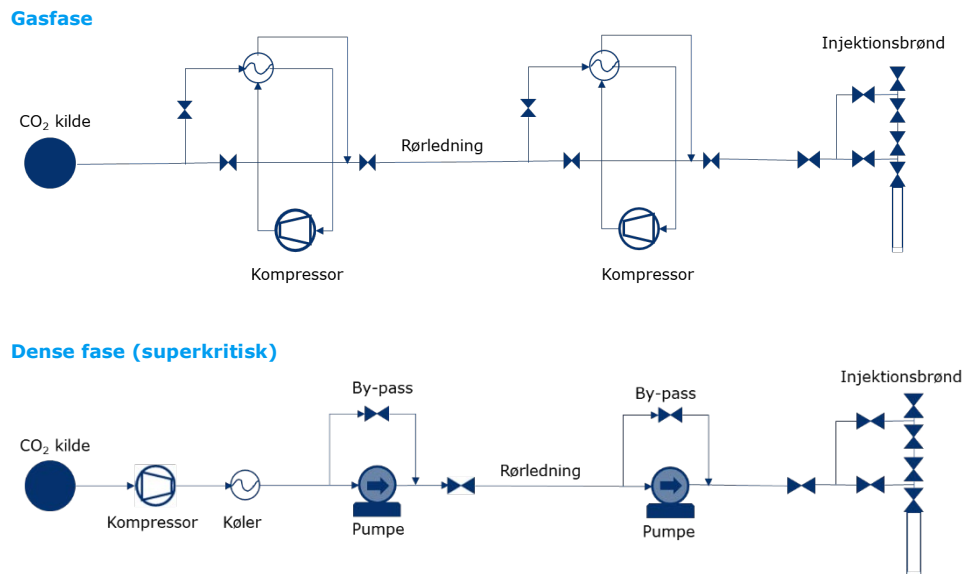 Gasfase
Injektionsbrønd
CO₂ kilde
Rørledning
Kompressor
Kompressor
Dense fase (superkritisk)
By-pass
By-pass
Injektionsbrønd
CO₂ kilde
Rørledning
Kompressor
Køler
Pumpe
Pumpe